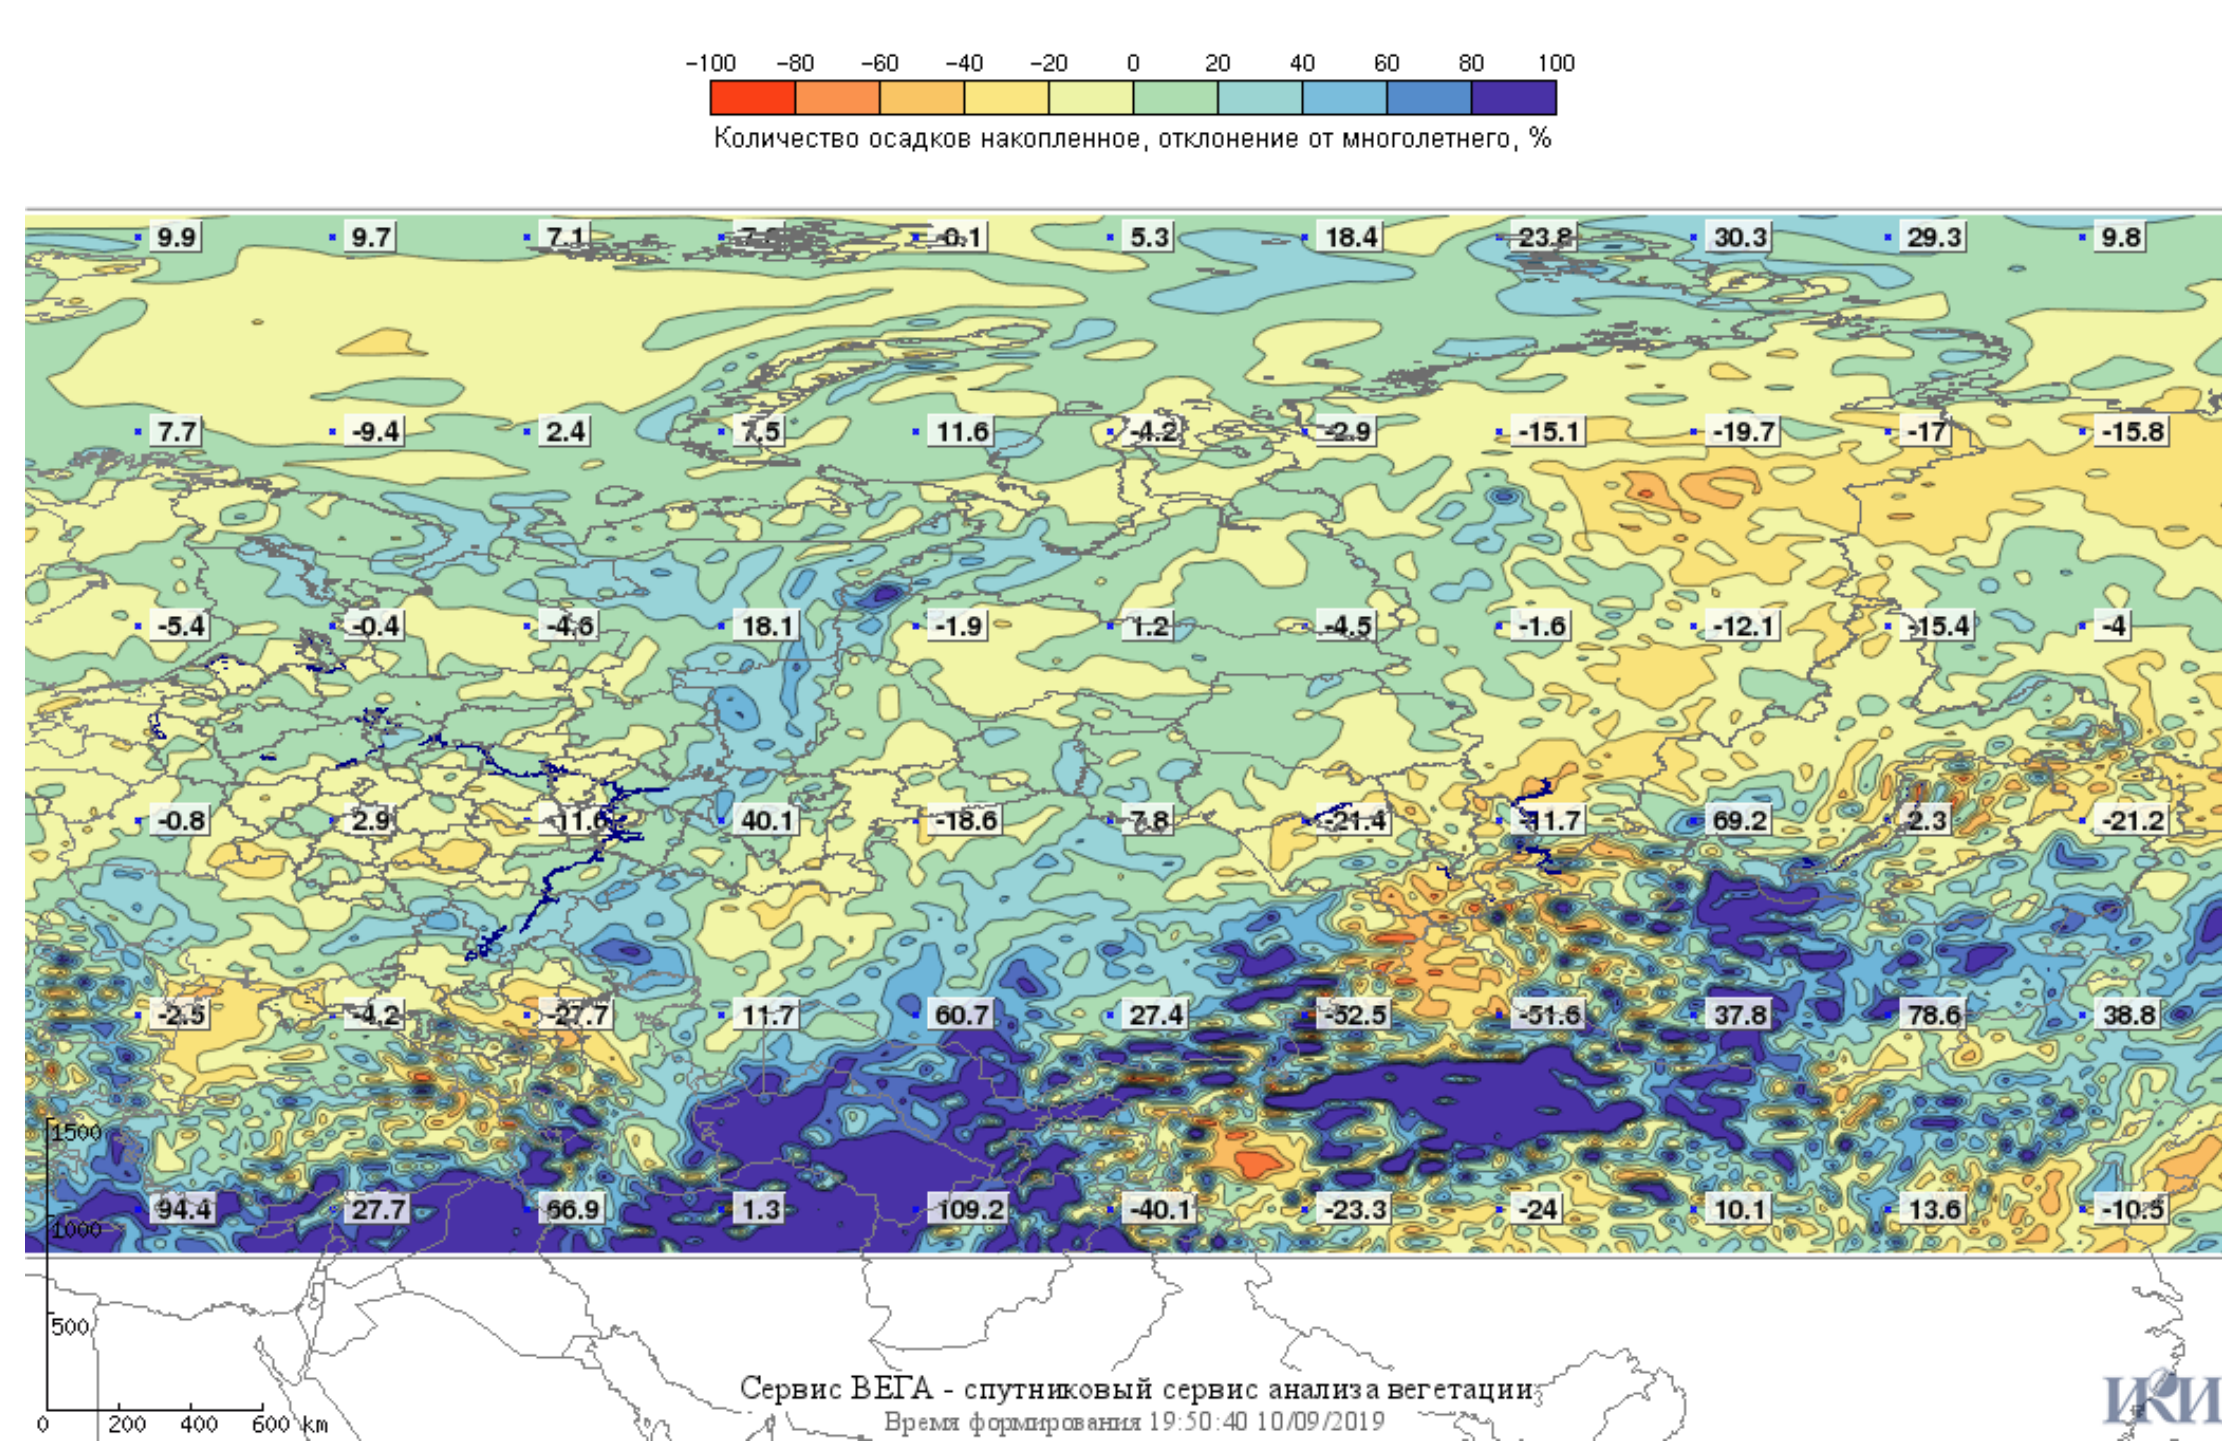 -100 -80 -60 -40 -20 0 20 40 60 80 100
Количество осадков накопленное, отклонение от многолетнего, %
9.9 9.7 7.1 -0.1 5.3 18.4 23.8 30.3 29.3 9.8
7.7 -9.4 2.4 7.5 11.6 -4.2 -2.9 -15.1 -19.7 -17 -15.8
-5.4 -0.4 -4.6 18.1 -1.9 1.2 -4.5 -1.6 -12.1 -15.4 -4
-0.8 2.9 -11.6 40.1 -18.6 7.8 -21.4 69.2 2.3 -21.2
-2.5 -4.2 -27.7 11.7 60.7 27.4 -52.5 -51.6 37.8 78.6 38.8
1500
94.4 27.7 66.9 1.3 109.2 -40.1 -23.3 -24 10.1 13.6 -10.5
1000
500
Сервис ВЕГА - спутниковый сервис анализа вегетации
0 200 400 600 km
Время формирования 19:50:40 10/09/2019
ИКИ